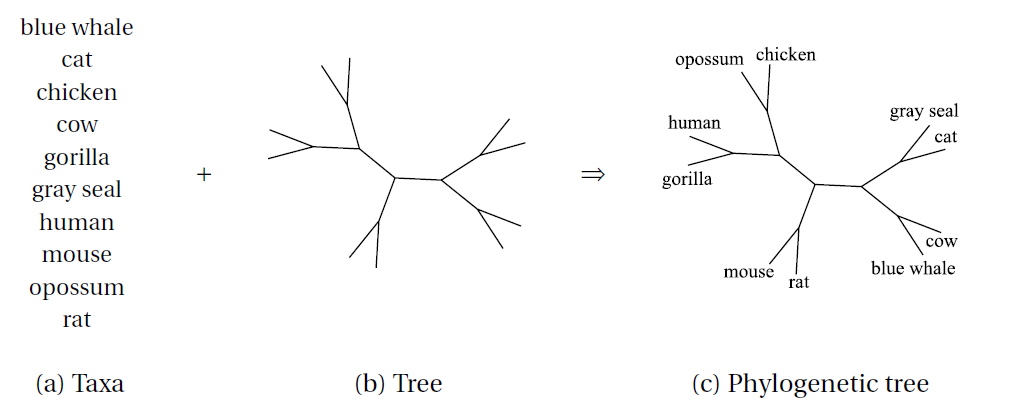 blue whale
cat
chicken
cow
gorilla
gray seal
human
mouse
opossum
rat
+
⇒
opossum chicken
human
gorilla
gray seal
cat
cow
blue whale
mouse
rat
(a) Taxa
(b) Tree
(c) Phylogenetic tree